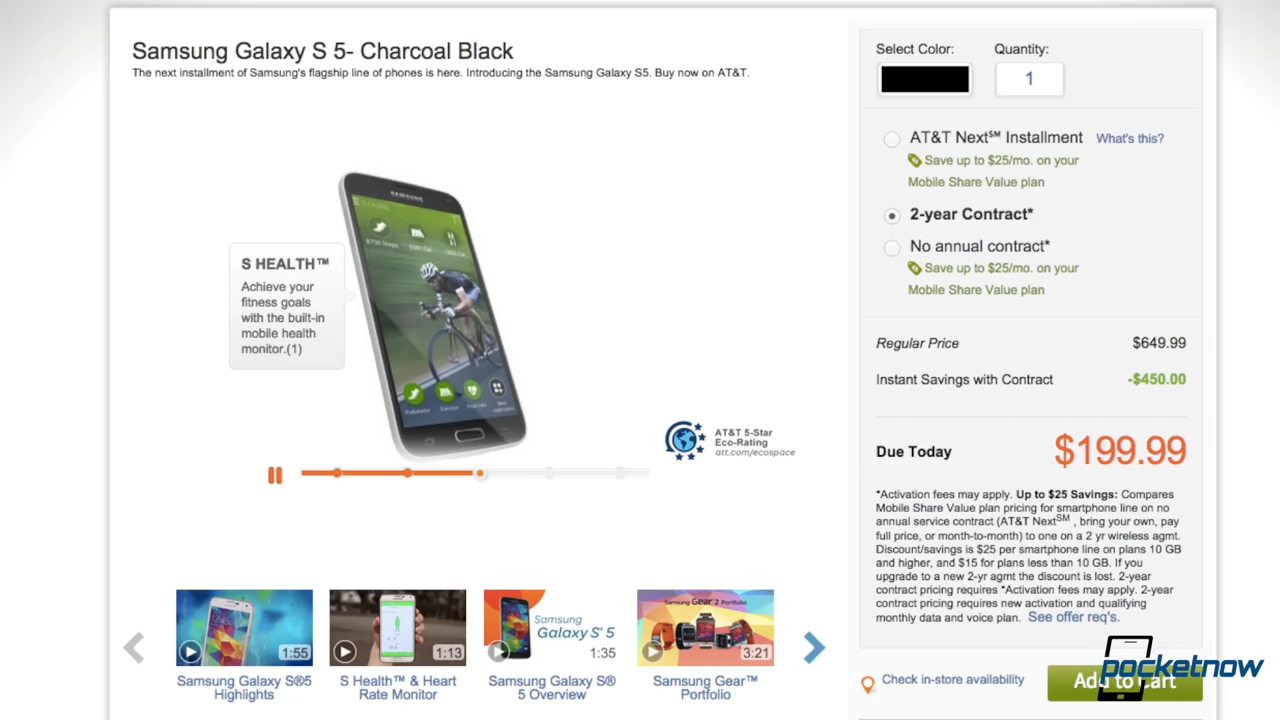 Samsung Galaxy S 5- Charcoal Black
The next installment of Samsung's flagship line of phones is here. Introducing the Samsung Galaxy S5. Buy now on AT&T.
SAMSUNG
S HEALTH™
Achieve your
fitness goals
with the built-in
mobile health
monitor.(1)
AT&T 5-Star
Eco-Rating
att.com/ecospace
1:55
Samsung Galaxy S®5
Highlights
1:13
S Health™ & Heart
Rate Monitor
Samsung
Galaxy S® 5
1:35
Samsung Galaxy S®
5 Overview
Samsung Gear 2 Portfolio
3:21
Samsung Gear™
Portfolio
Select Color:
Quantity:
1
AT&T Next℠ Installment What's this?
Save up to $25/mo. on your
Mobile Share Value plan
2-year Contract*
No annual contract*
Save up to $25/mo. on your
Mobile Share Value plan
Regular Price $649.99
Instant Savings with Contract -$450.00
Due Today $199.99
*Activation fees may apply. Up to $25 Savings: Compares
Mobile Share Value plan pricing for smartphone line on no
annual service contract (AT&T Next℠ , bring your own, pay
full price, or month-to-month) to one on a 2 yr wireless agmt.
Discount/savings is $25 per smartphone line on plans 10 GB
and higher, and $15 for plans less than 10 GB. If you
upgrade to a new 2-yr agmt the discount is lost. 2-year
contract pricing requires *Activation fees may apply. 2-year
contract pricing requires new activation and qualifying
monthly data and voice plan. See offer req's.
Check in-store availability
Add to Cart
pocketnow